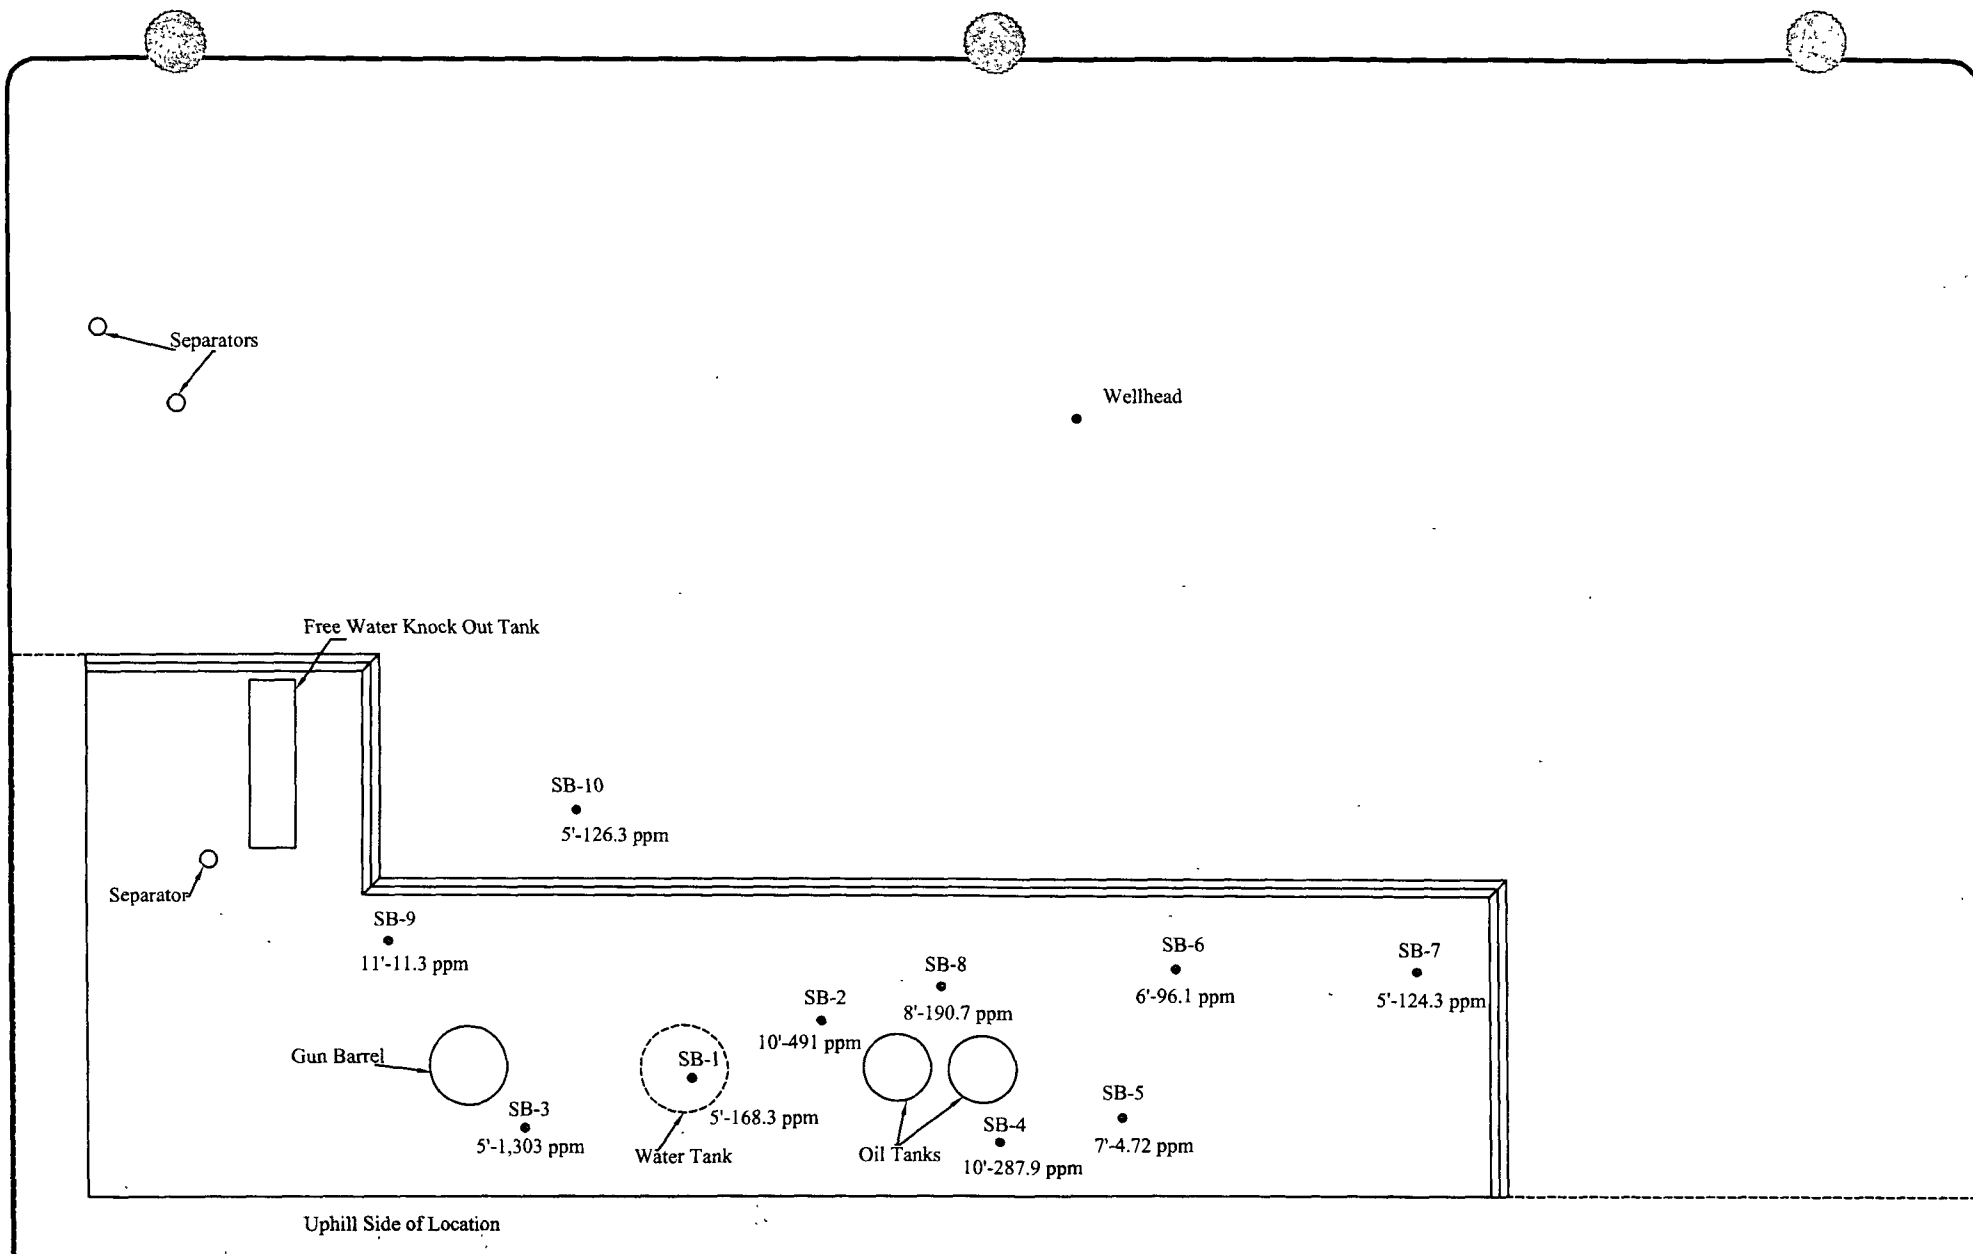 Separators
Wellhead
Free Water Knock Out Tank
SB-10
5'-126.3 ppm
Separator
SB-9
11'-11.3 ppm
SB-8
8'-190.7 ppm
SB-6
6'-96.1 ppm
SB-7
5'-124.3 ppm
SB-2
10'-491 ppm
Gun Barrel
SB-1
5'-168.3 ppm
Water Tank
SB-3
5'-1,303 ppm
Oil Tanks
SB-4
10'-287.9 ppm
SB-5
7'-4.72 ppm
Uphill Side of Location